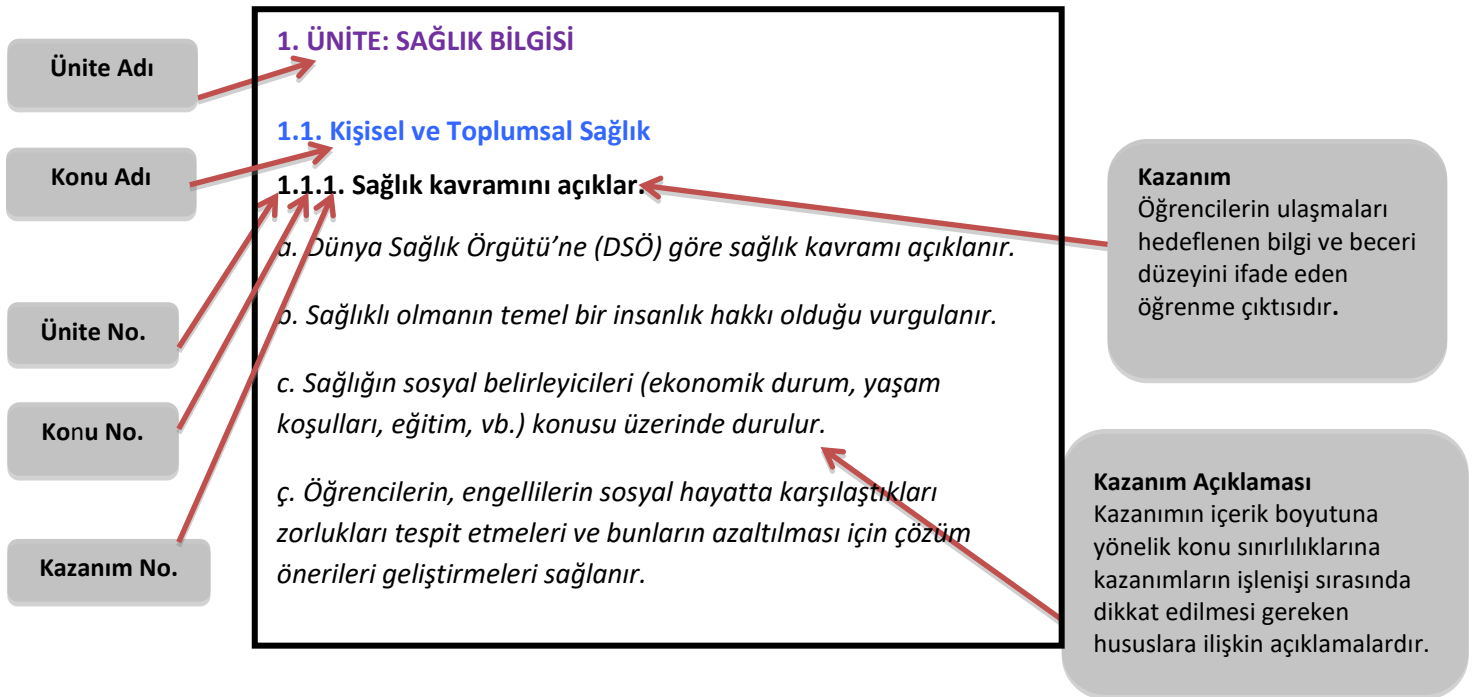 Ünite Adı
Konu Adı
Ünite No.
Konu No.
Kazanım No.
1. ÜNİTE: SAĞLIK BİLGİSİ
1.1. Kişisel ve Toplumsal Sağlık
1.1.1. Sağlık kavramını açıklar.
a. Dünya Sağlık Örgütü’ne (DSÖ) göre sağlık kavramı açıklanır.
b. Sağlıklı olmanın temel bir insanlık hakkı olduğu vurgulanır.
c. Sağlığın sosyal belirleyicileri (ekonomik durum, yaşam
koşulları, eğitim, vb.) konusu üzerinde durulur.
ç. Öğrencilerin, engellilerin sosyal hayatta karşılaştıkları
zorlukları tespit etmeleri ve bunların azaltılması için çözüm
önerileri geliştirmeleri sağlanır.
Kazanım
Öğrencilerin ulaşmaları
hedeflenen bilgi ve beceri
düzeyini ifade eden
öğrenme çıktısıdır.
Kazanım Açıklaması
Kazanımın içerik boyutuna
yönelik konu sınırlılıklarına
kazanımların işlenişi sırasında
dikkat edilmesi gereken
hususlara ilişkin açıklamalardır.